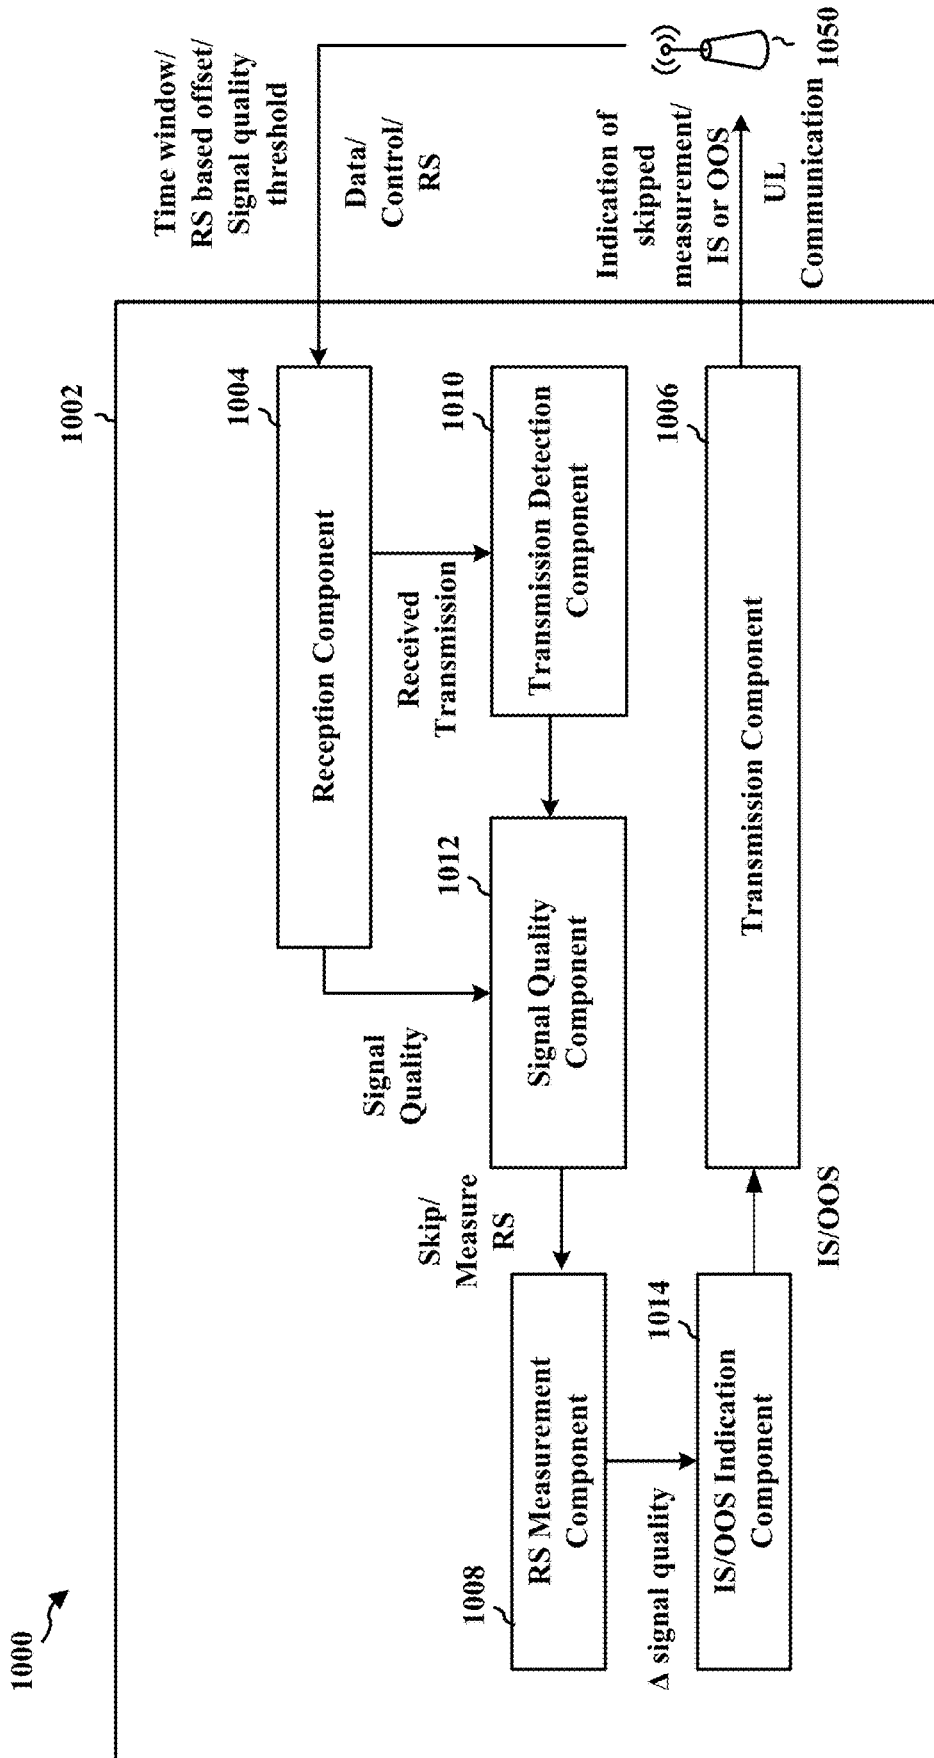 1000
1002
Time window/
RS based offset/
Signal quality
threshold
Data/
Control/
RS
1004
Reception Component
Signal
Quality
Received
Transmission
1050
Indication of
skipped
measurement/
IS or OOS
UL
Communication
1008
RS Measurement
Component
Skip/
Measure
RS
1012
Signal Quality
Component
1010
Transmission Detection
Component
Δ signal quality
1014
IS/OOS Indication
Component
IS/OOS
1006
Transmission Component